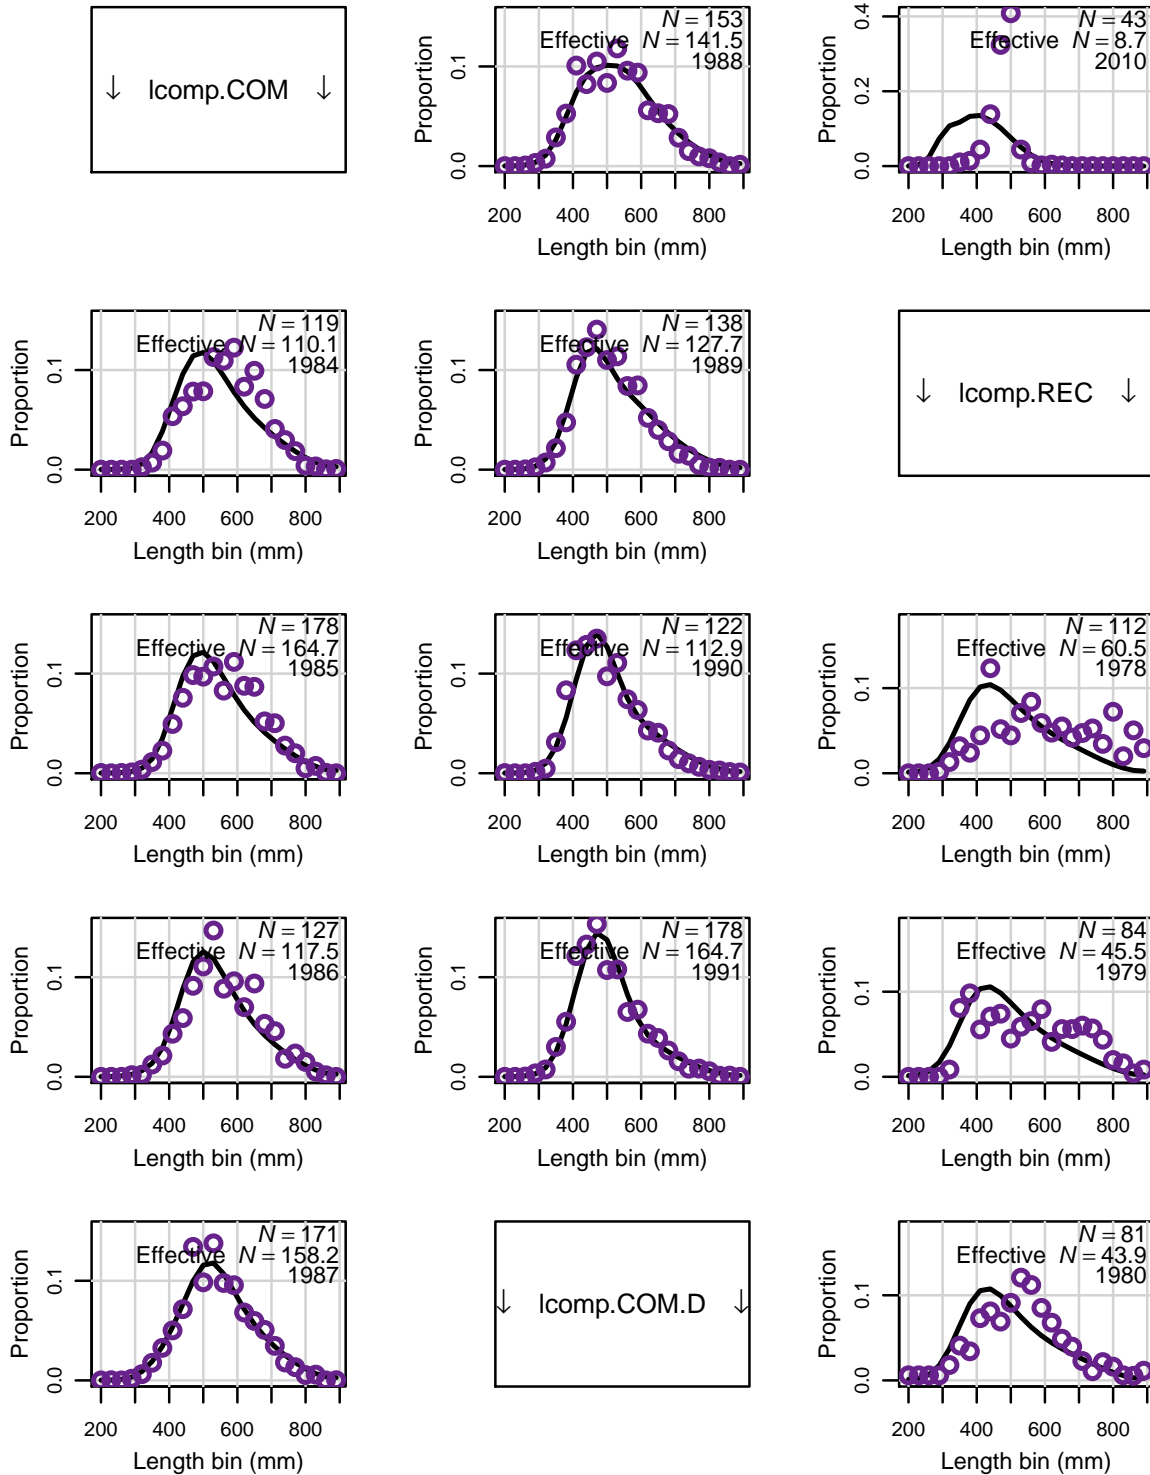 ↓ lcomp.COM ↓
Proportion
0.0 0.1
N = 153
Effective N = 141.5
1988
200 400 600 800
Length bin (mm)
Proportion
0.0 0.2 0.4
N = 43
Effective N = 8.7
2010
200 400 600 800
Length bin (mm)
Proportion
0.0 0.1
N = 119
Effective N = 110.1
1984
200 400 600 800
Length bin (mm)
Proportion
0.0 0.1
N = 138
Effective N = 127.7
1989
200 400 600 800
Length bin (mm)
↓ lcomp.REC ↓
Proportion
0.0 0.1
N = 178
Effective N = 164.7
1985
200 400 600 800
Length bin (mm)
Proportion
0.0 0.1
N = 122
Effective N = 112.9
1990
200 400 600 800
Length bin (mm)
Proportion
0.0 0.1
N = 112
Effective N = 60.5
1978
200 400 600 800
Length bin (mm)
Proportion
0.0 0.1
N = 127
Effective N = 117.5
1986
200 400 600 800
Length bin (mm)
Proportion
0.0 0.1
N = 178
Effective N = 164.7
1991
200 400 600 800
Length bin (mm)
Proportion
0.0 0.1
N = 84
Effective N = 45.5
1979
200 400 600 800
Length bin (mm)
Proportion
0.0 0.1
N = 171
Effective N = 158.2
1987
200 400 600 800
Length bin (mm)
↓ lcomp.COM.D ↓
Proportion
0.0 0.1
N = 81
Effective N = 43.9
1980
200 400 600 800
Length bin (mm)